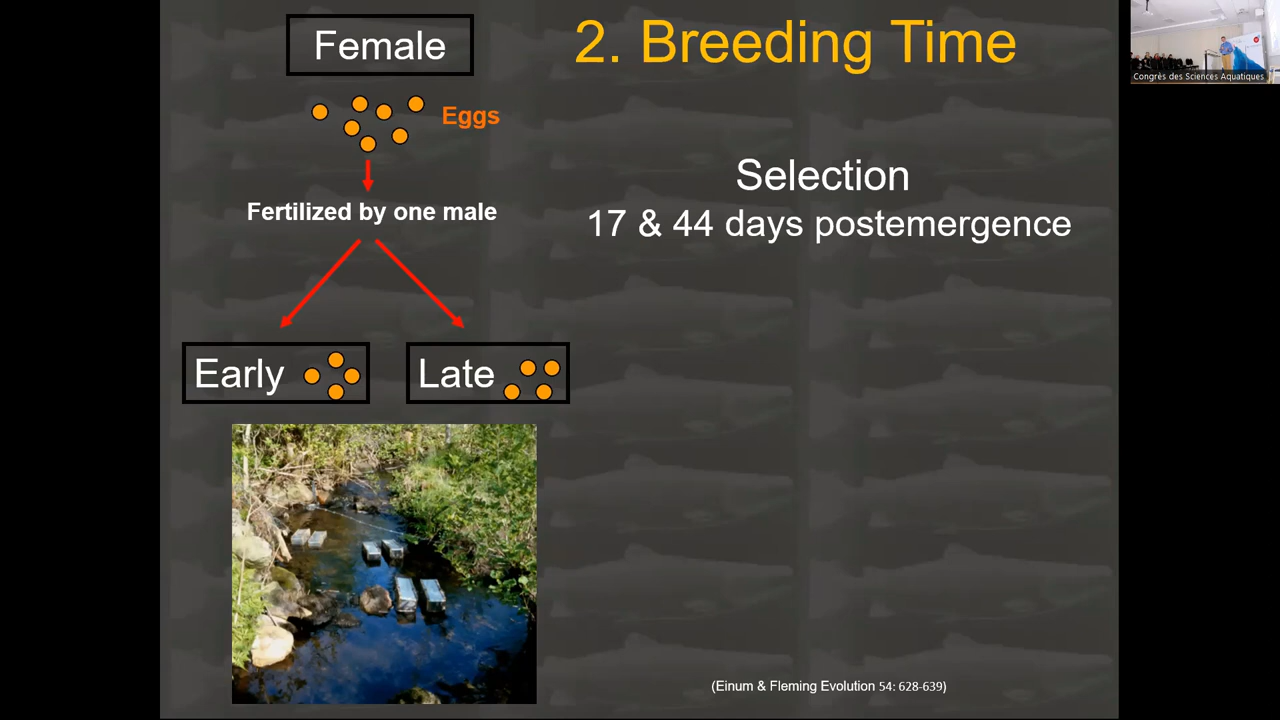 Female
2. Breeding Time
Eggs
Fertilized by one male
Early
Late
Selection
17 & 44 days postemergence
(Einum & Fleming Evolution 54: 628-639)
Congrès des Sciences Aquatiques